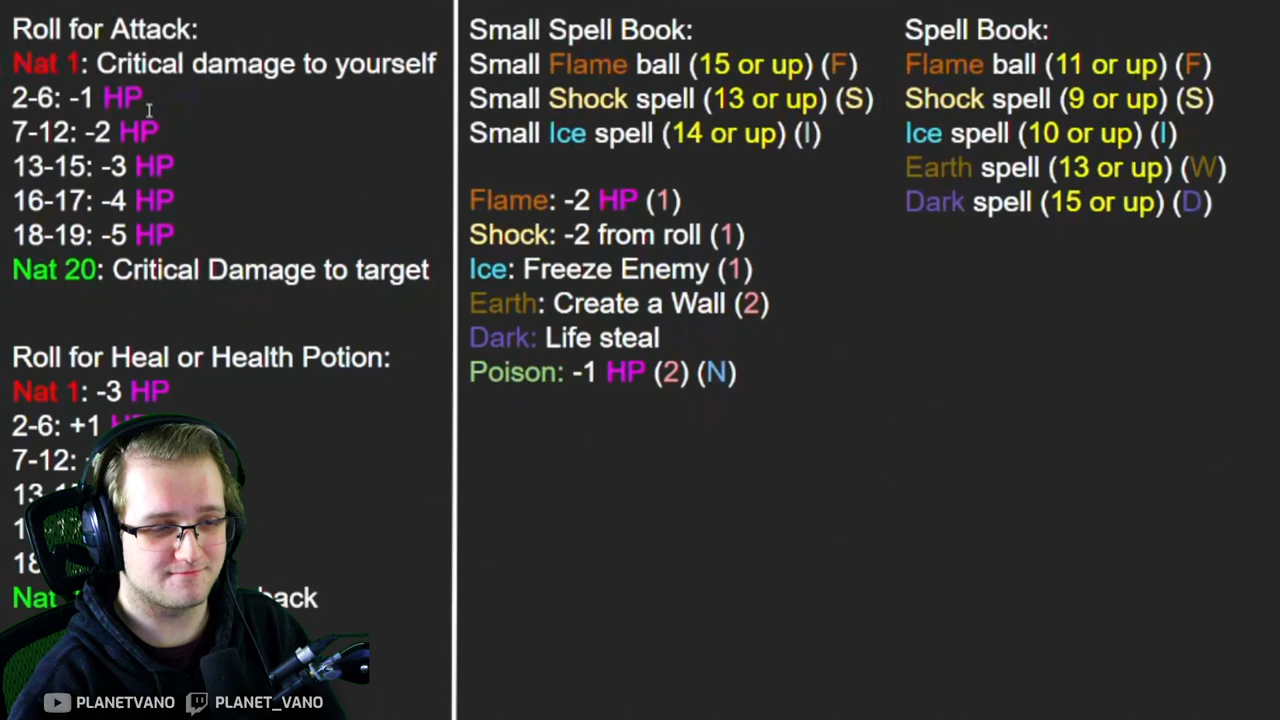 Roll for Attack:
Nat 1: Critical damage to yourself
2-6: -1 HP
7-12: -2 HP
13-15: -3 HP
16-17: -4 HP
18-19: -5 HP
Nat 20: Critical Damage to target
Roll for Heal or Health Potion:
Nat 1: -3 HP
2-6: +1
7-12:
Nat
Small Spell Book:
Small Flame ball (15 or up) (F)
Small Shock spell (13 or up) (S)
Small Ice spell (14 or up) (I)
Flame: -2 HP (1)
Shock: -2 from roll (1)
Ice: Freeze Enemy (1)
Earth: Create a Wall (2)
Dark: Life steal
Poison: -1 HP (2) (N)
Spell Book:
Flame ball (11 or up) (F)
Shock spell (9 or up) (S)
Ice spell (10 or up) (I)
Earth spell (13 or up) (W)
Dark spell (15 or up) (D)
PLANETVANO PLANET_VANO